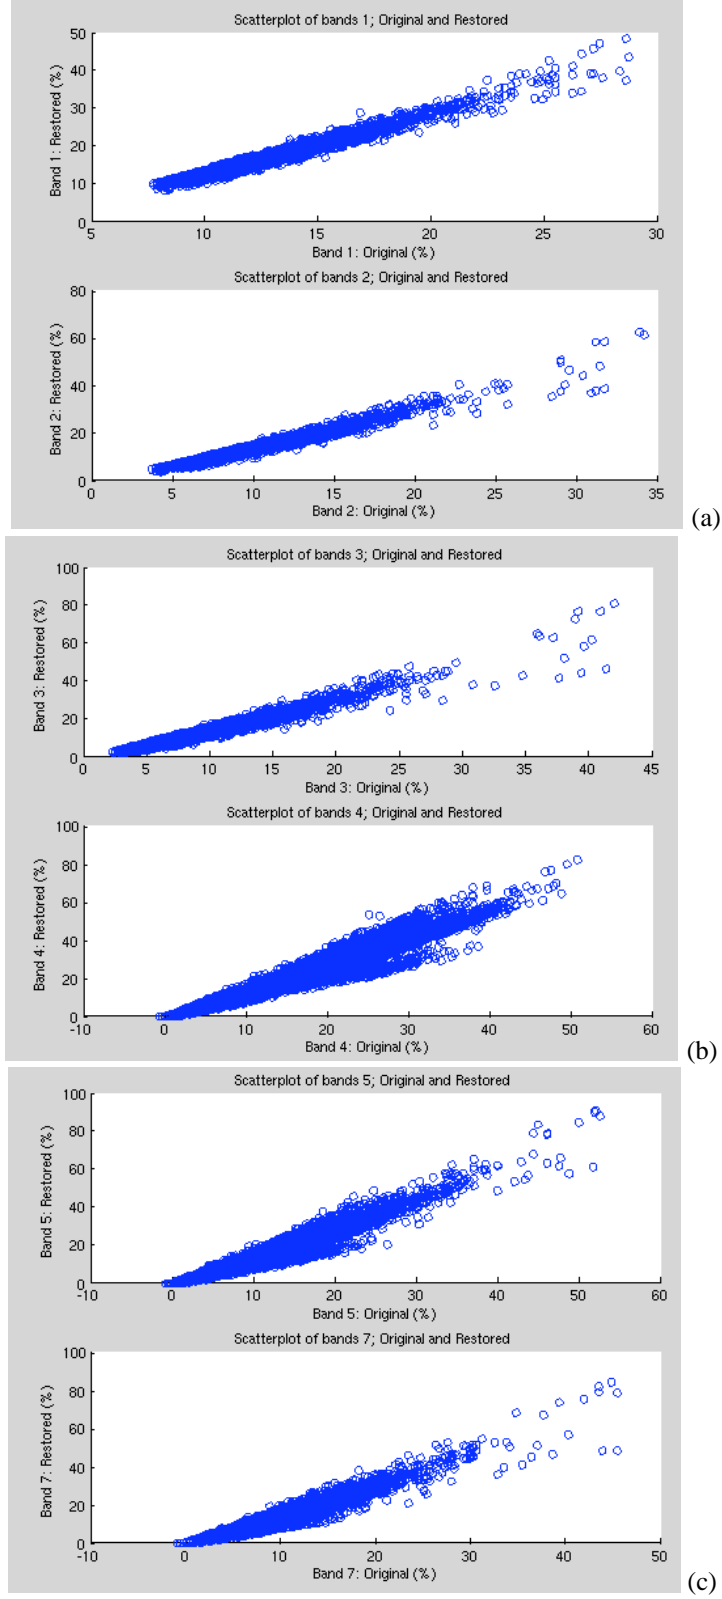 Scatterplot of bands 1; Original and Restored
50
40
30
20
10
0
Band 1: Restored (%)
5 10 15 20 25 30
Band 1: Original (%)
Scatterplot of bands 2; Original and Restored
80
60
40
20
0
Band 2: Restored (%)
0 5 10 15 20 25 30 35
Band 2: Original (%)
(a)
Scatterplot of bands 3; Original and Restored
100
80
60
40
20
0
Band 3: Restored (%)
0 5 10 15 20 25 30 35 40 45
Band 3: Original (%)
Scatterplot of bands 4; Original and Restored
100
80
60
40
20
0
Band 4: Restored (%)
-10 0 10 20 30 40 50 60
Band 4: Original (%)
(b)
Scatterplot of bands 5; Original and Restored
100
80
60
40
20
0
Band 5: Restored (%)
-10 0 10 20 30 40 50 60
Band 5: Original (%)
Scatterplot of bands 7; Original and Restored
100
80
60
40
20
0
Band 7: Restored (%)
-10 0 10 20 30 40 50
Band 7: Original (%)
(c)